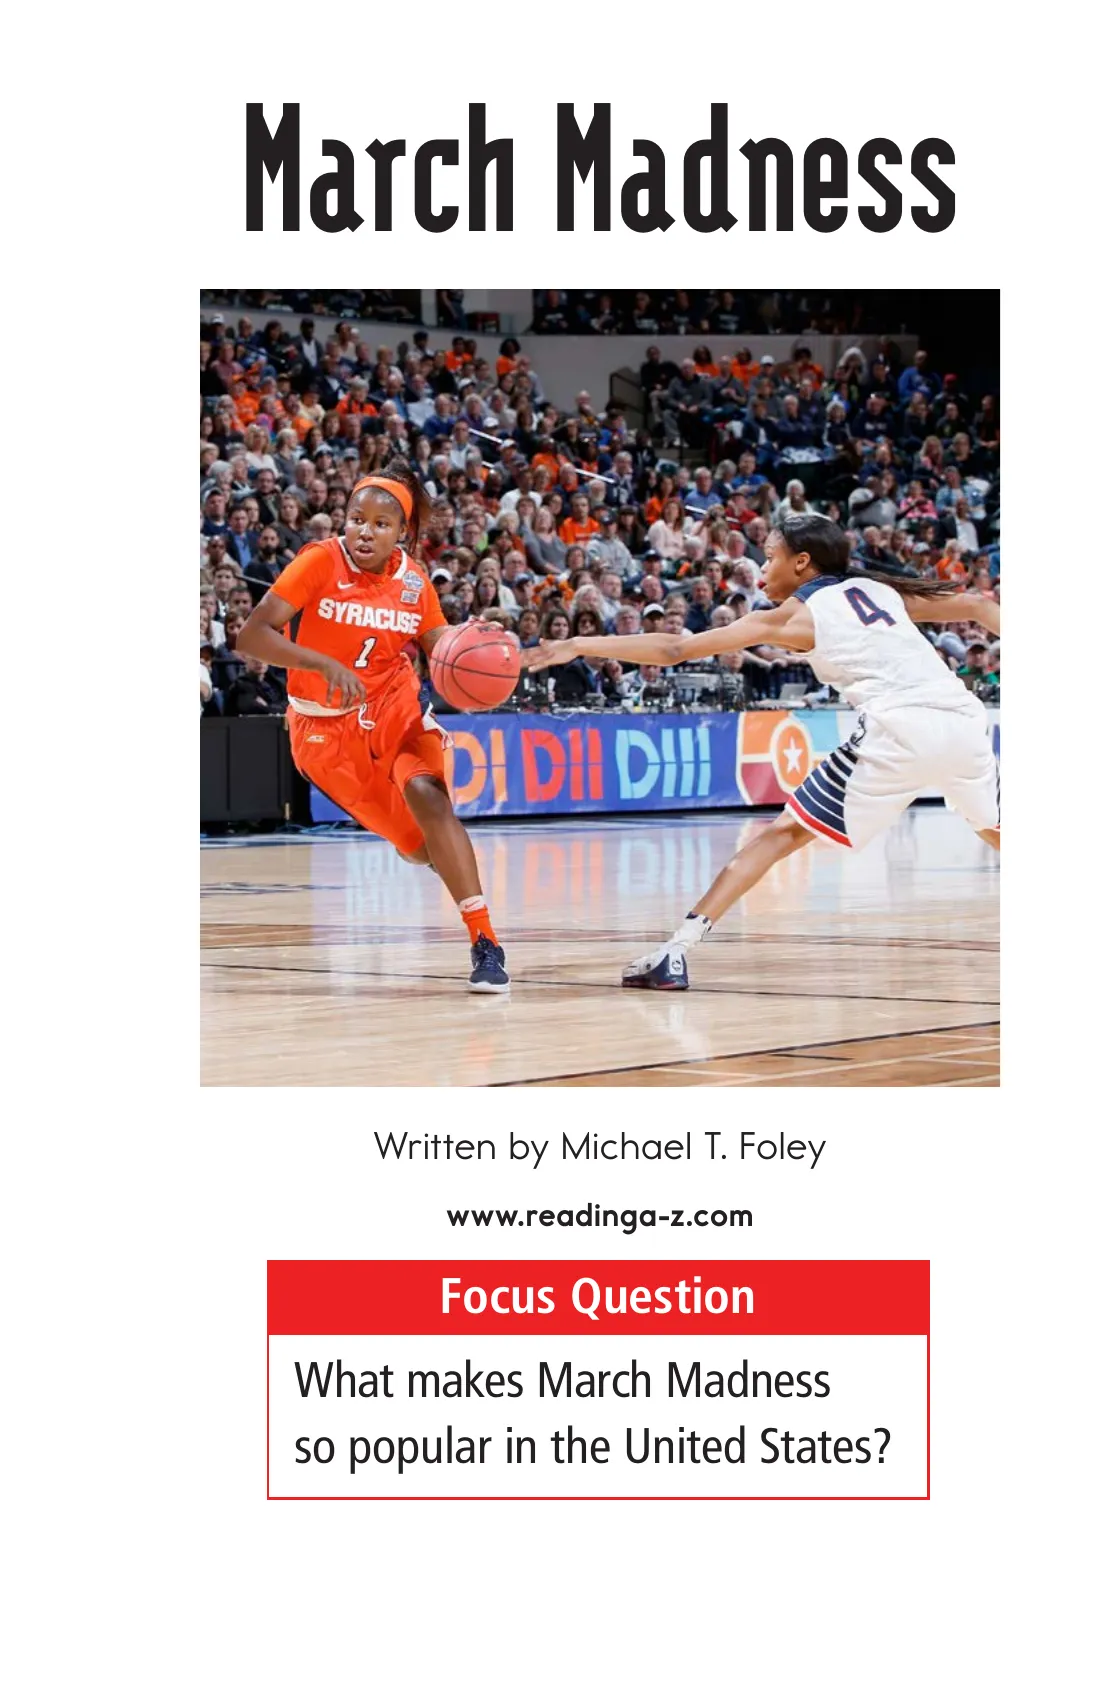 March Madness
SYRACUSE
1
4
ACC
DI DII DIII
Written by Michael T. Foley
www.readinga-z.com
Focus Question
What makes March Madness
so popular in the United States?